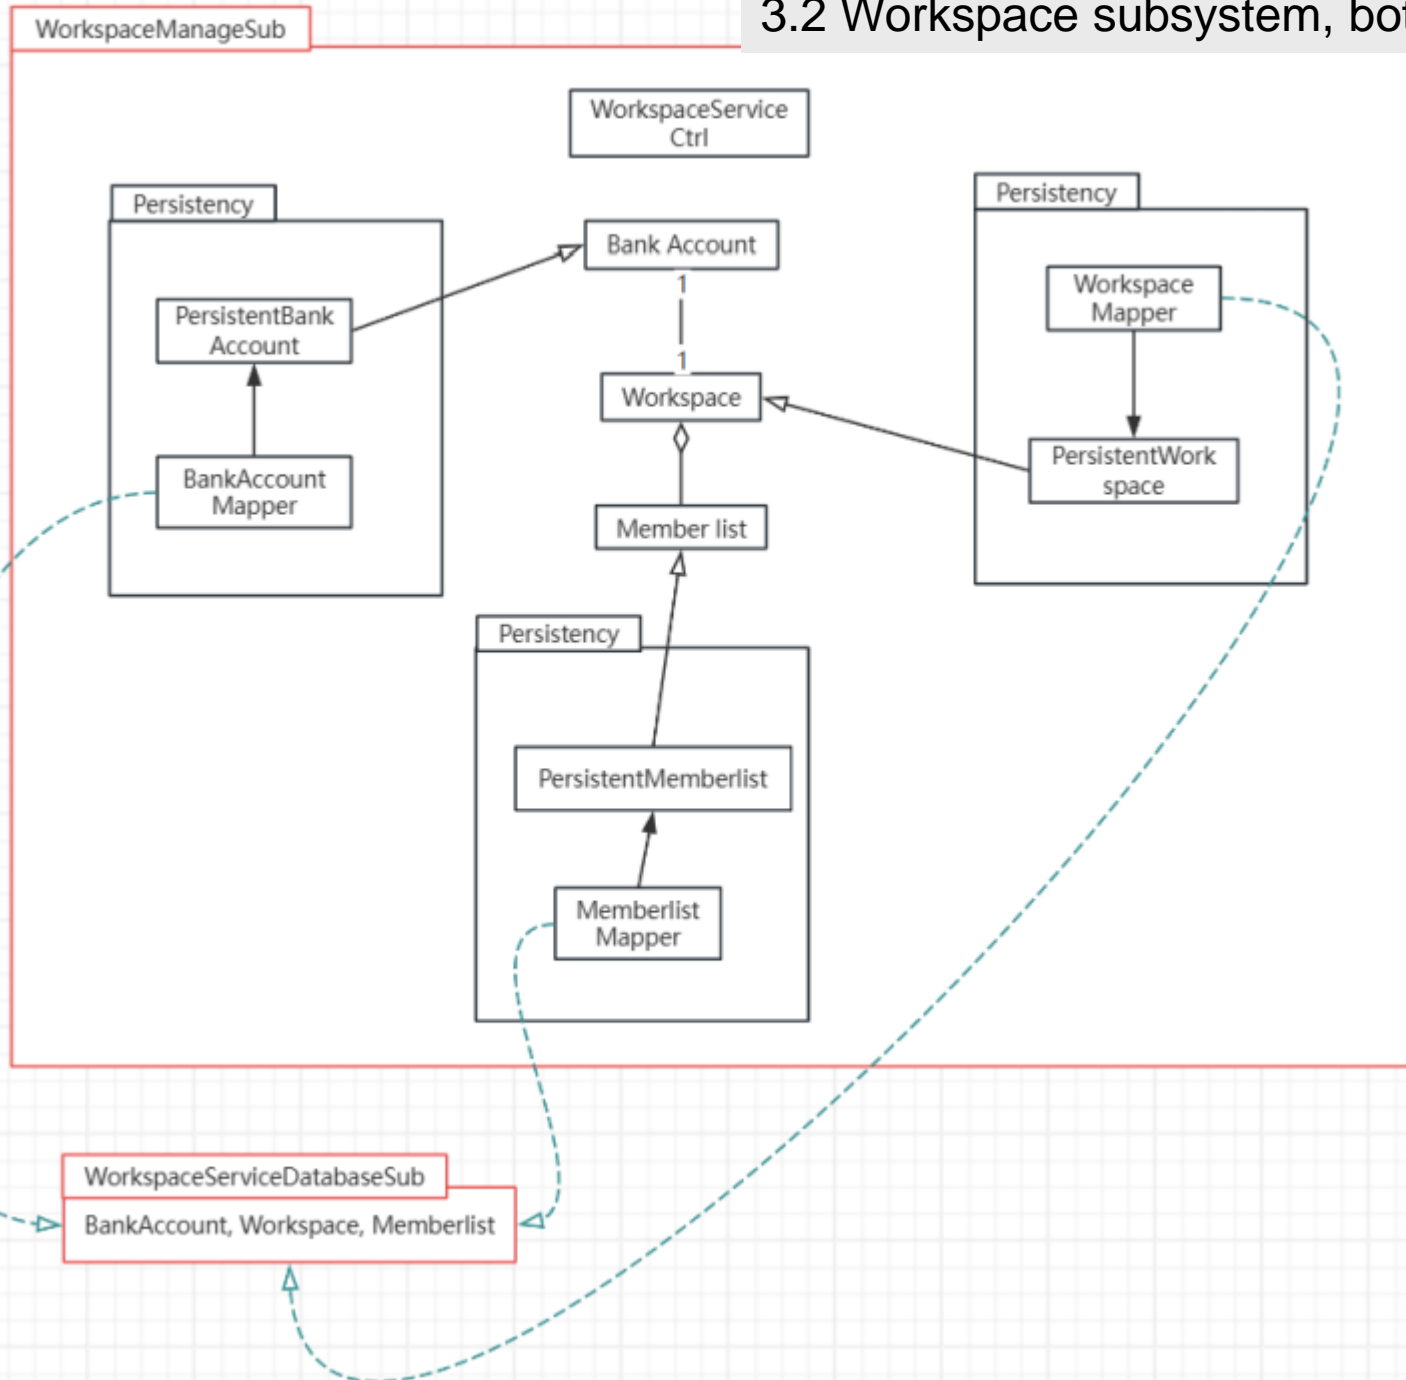 3.2 Workspace subsystem, bot
WorkspaceManageSub
WorkspaceService
Ctrl
Persistency
Bank Account
1
1
PersistentBank
Account
BankAccount
Mapper
Workspace
Member list
Persistency
Workspace
Mapper
PersistentWork
space
Persistency
PersistentMemberlist
Memberlist
Mapper
WorkspaceServiceDatabaseSub
BankAccount, Workspace, Memberlist